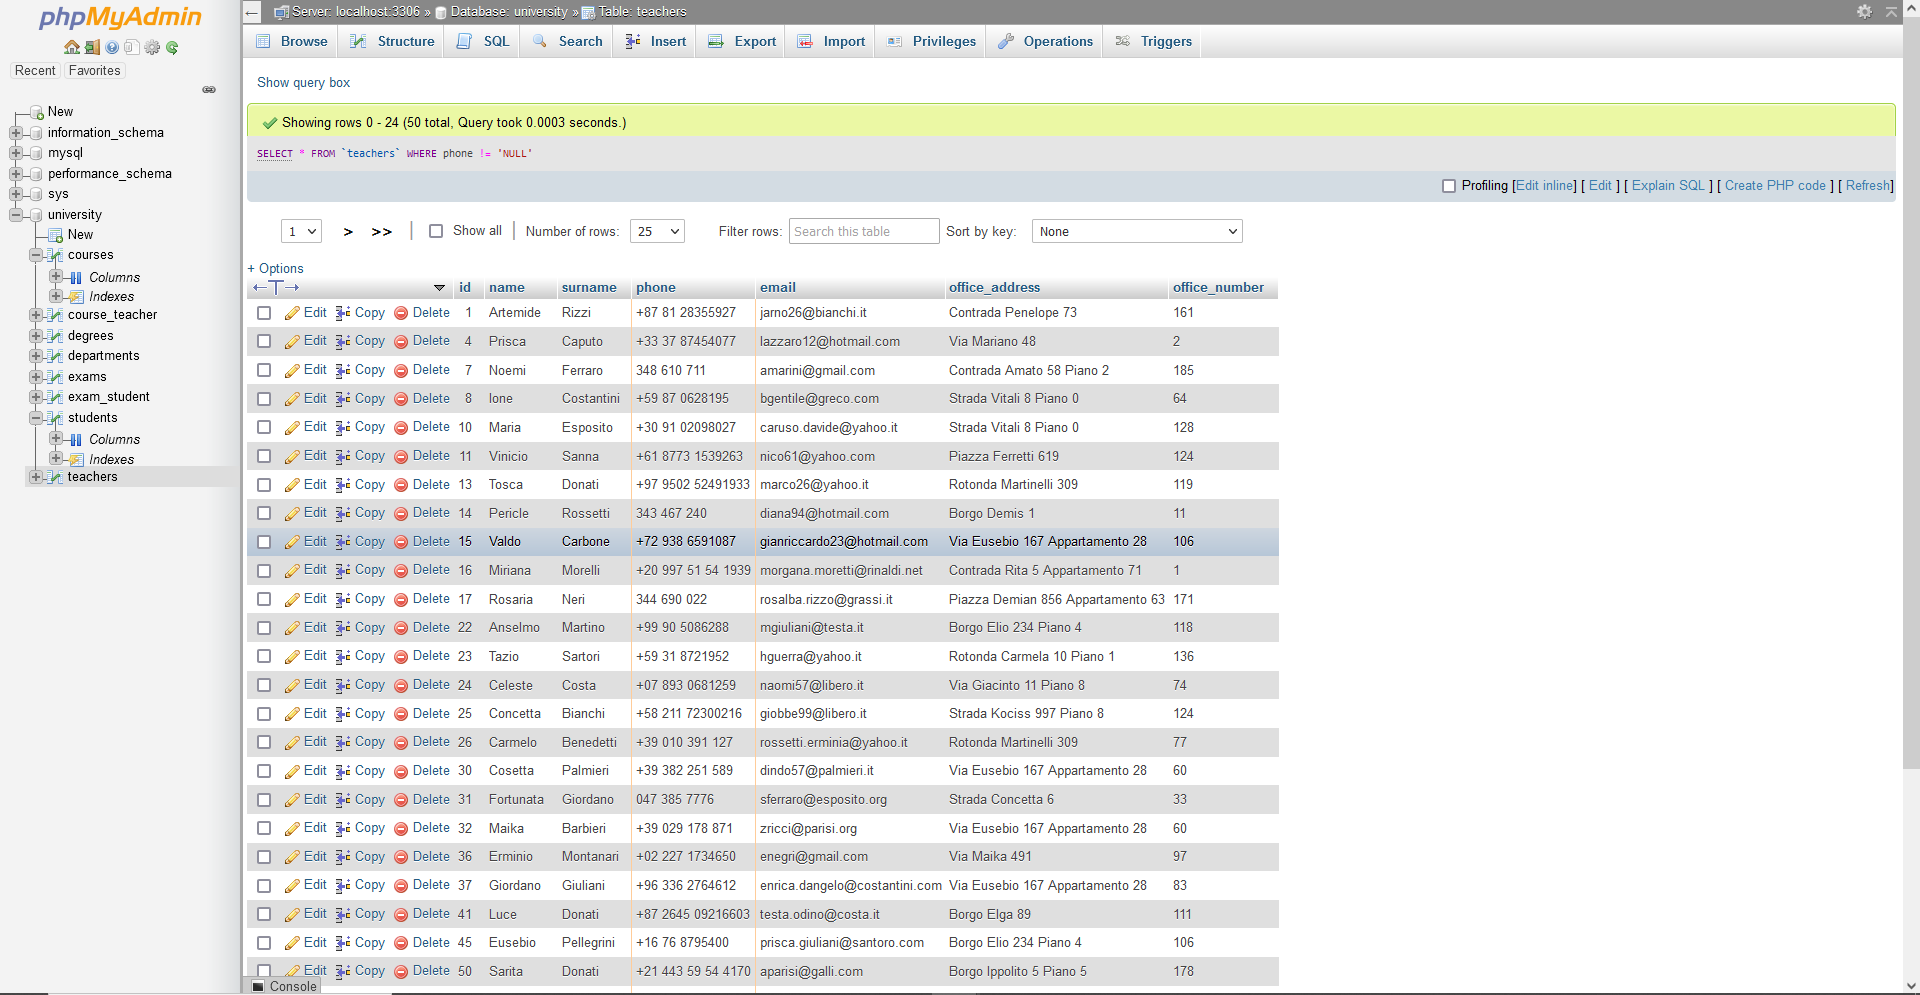 phpMyAdmin
Recent Favorites
New
information_schema
mysql
performance_schema
sys
university
New
courses
Columns
Indexes
course_teacher
degrees
departments
exams
exam_student
students
Columns
Indexes
teachers
Server: localhost:3306 » Database: university » Table: teachers
Browse Structure SQL Search Insert Export Import Privileges Operations Triggers
Show query box
Showing rows 0 - 24 (50 total, Query took 0.0003 seconds.)
SELECT * FROM `teachers` WHERE phone != 'NULL'
Profiling [Edit inline] [ Edit ] [ Explain SQL ] [ Create PHP code ] [ Refresh]
1 > >> | Show all | Number of rows: 25 Filter rows: Search this table Sort by key: None
+ Options
←T→ id name surname phone email office_address office_number
Edit Copy Delete 1 Artemide Rizzi +87 81 28355927 jarno26@bianchi.it Contrada Penelope 73 161
Edit Copy Delete 4 Prisca Caputo +33 37 87454077 lazzaro12@hotmail.com Via Mariano 48 2
Edit Copy Delete 7 Noemi Ferraro 348 610 711 amarini@gmail.com Contrada Amato 58 Piano 2 185
Edit Copy Delete 8 Ione Costantini +59 87 0628195 bgentile@greco.com Strada Vitali 8 Piano 0 64
Edit Copy Delete 10 Maria Esposito +30 91 02098027 caruso.davide@yahoo.it Strada Vitali 8 Piano 0 128
Edit Copy Delete 11 Vinicio Sanna +61 8773 1539263 nico61@yahoo.com Piazza Ferretti 619 124
Edit Copy Delete 13 Tosca Donati +97 9502 52491933 marco26@yahoo.it Rotonda Martinelli 309 119
Edit Copy Delete 14 Pericle Rossetti 343 467 240 diana94@hotmail.com Borgo Demis 1 11
Edit Copy Delete 15 Valdo Carbone +72 938 6591087 gianriccardo23@hotmail.com Via Eusebio 167 Appartamento 28 106
Edit Copy Delete 16 Miriana Morelli +20 997 51 54 1939 morgana.moretti@rinaldi.net Contrada Rita 5 Appartamento 71 1
Edit Copy Delete 17 Rosaria Neri 344 690 022 rosalba.rizzo@grassi.it Piazza Demian 856 Appartamento 63 171
Edit Copy Delete 22 Anselmo Martino +99 90 5086288 mgiuliani@testa.it Borgo Elio 234 Piano 4 118
Edit Copy Delete 23 Tazio Sartori +59 31 8721952 hguerra@yahoo.it Rotonda Carmela 10 Piano 1 136
Edit Copy Delete 24 Celeste Costa +07 893 0681259 naomi57@libero.it Via Giacinto 11 Piano 8 74
Edit Copy Delete 25 Concetta Bianchi +58 211 72300216 giobbe99@libero.it Strada Kociss 997 Piano 8 124
Edit Copy Delete 26 Carmelo Benedetti +39 010 391 127 rossetti.erminia@yahoo.it Rotonda Martinelli 309 77
Edit Copy Delete 30 Cosetta Palmieri +39 382 251 589 dindo57@palmieri.it Via Eusebio 167 Appartamento 28 60
Edit Copy Delete 31 Fortunata Giordano 047 385 7776 sferraro@esposito.org Strada Concetta 6 33
Edit Copy Delete 32 Maika Barbieri +39 029 178 871 zricci@parisi.org Via Eusebio 167 Appartamento 28 60
Edit Copy Delete 36 Erminio Montanari +02 227 1734650 enegri@gmail.com Via Maika 491 97
Edit Copy Delete 37 Giordano Giuliani +96 336 2764612 enrica.dangelo@costantini.com Via Eusebio 167 Appartamento 28 83
Edit Copy Delete 41 Luce Donati +87 2645 09216603 testa.odino@costa.it Borgo Elga 89 111
Edit Copy Delete 45 Eusebio Pellegrini +16 76 8795400 prisca.giuliani@santoro.com Borgo Elio 234 Piano 4 106
Edit Copy Delete 50 Sarita Donati +21 443 59 54 4170 aparisi@galli.com Borgo Ippolito 5 Piano 5 178
Console